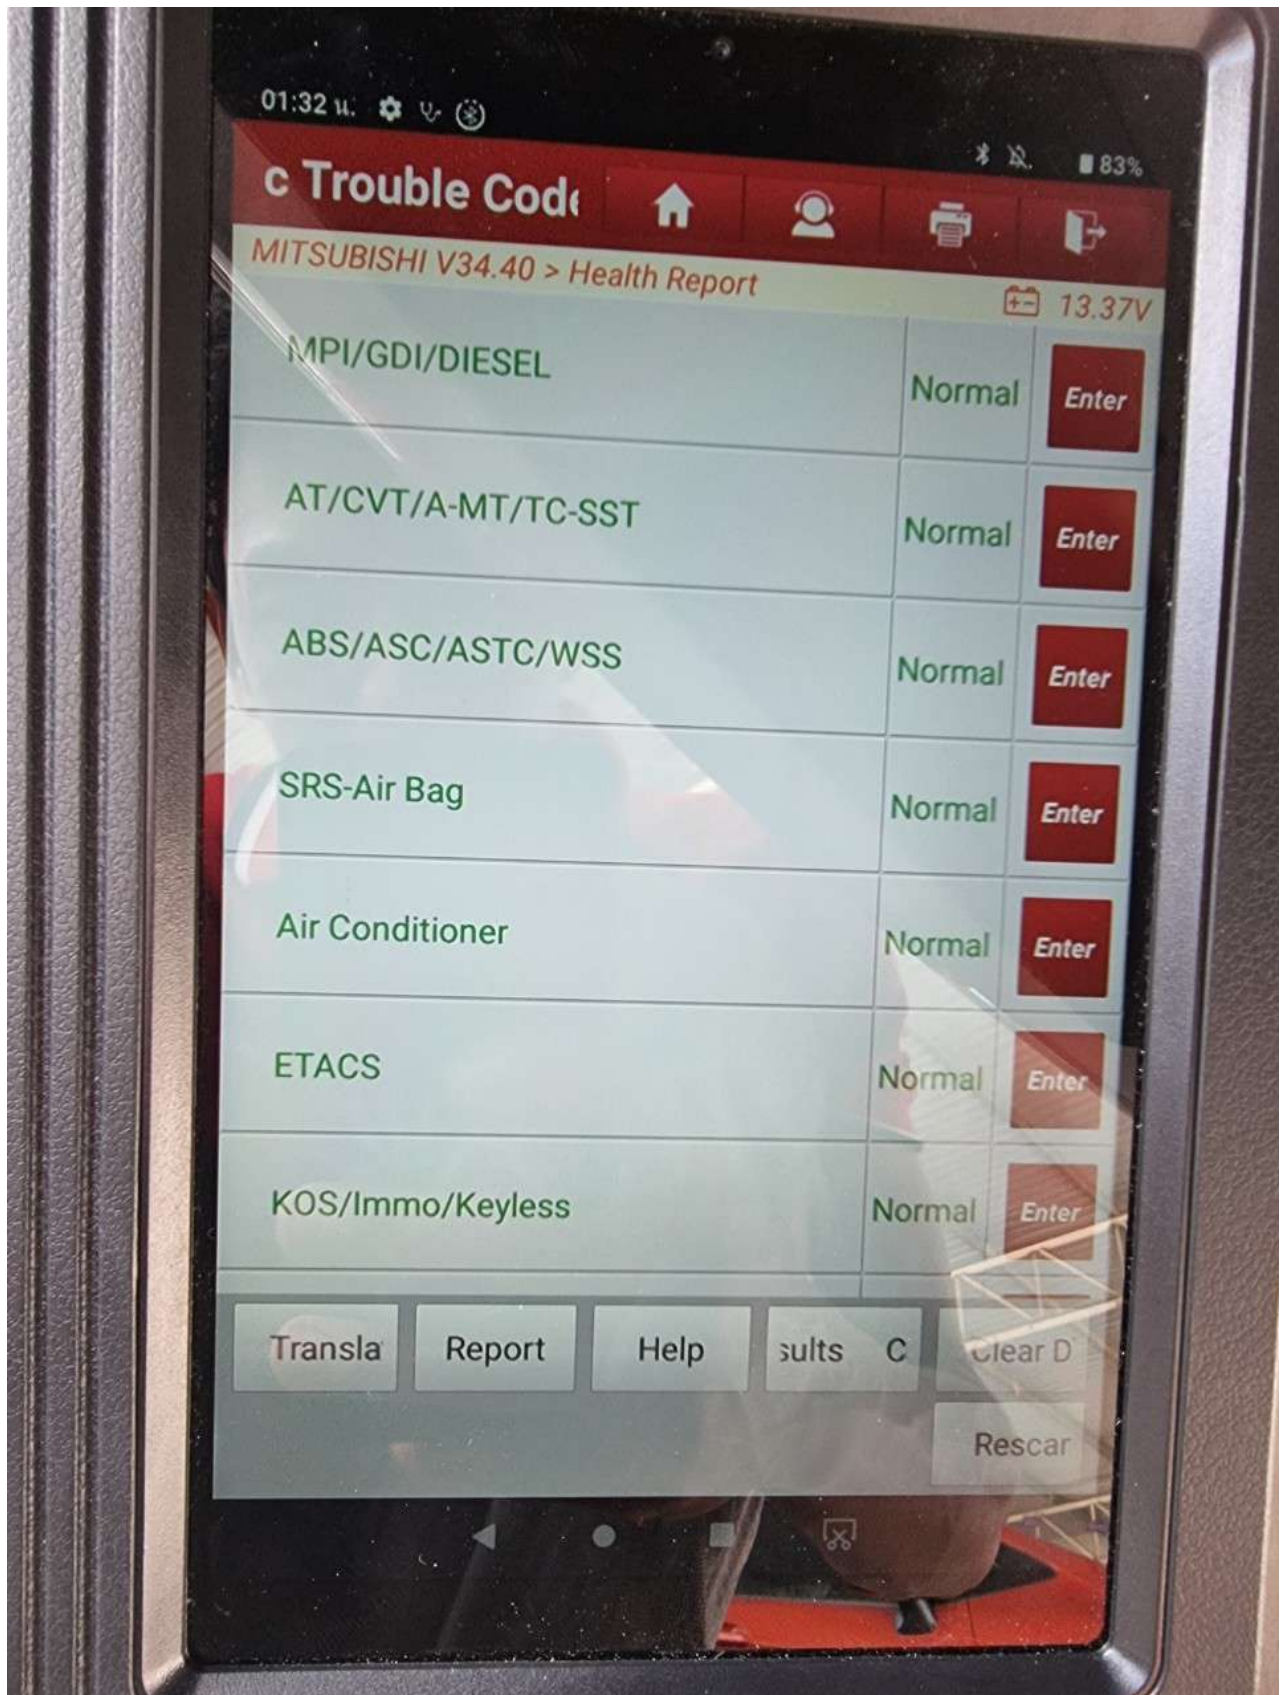 01:32 น.
83%
c Trouble Code
MITSUBISHI V34.40 > Health Report
13.37V
MPI/GDI/DIESEL Normal Enter
AT/CVT/A-MT/TC-SST Normal Enter
ABS/ASC/ASTC/WSS Normal Enter
SRS-Air Bag Normal Enter
Air Conditioner Normal Enter
ETACS Normal Enter
KOS/Immo/Keyless Normal Enter
Transla Report Help sults C Clear D
Rescar